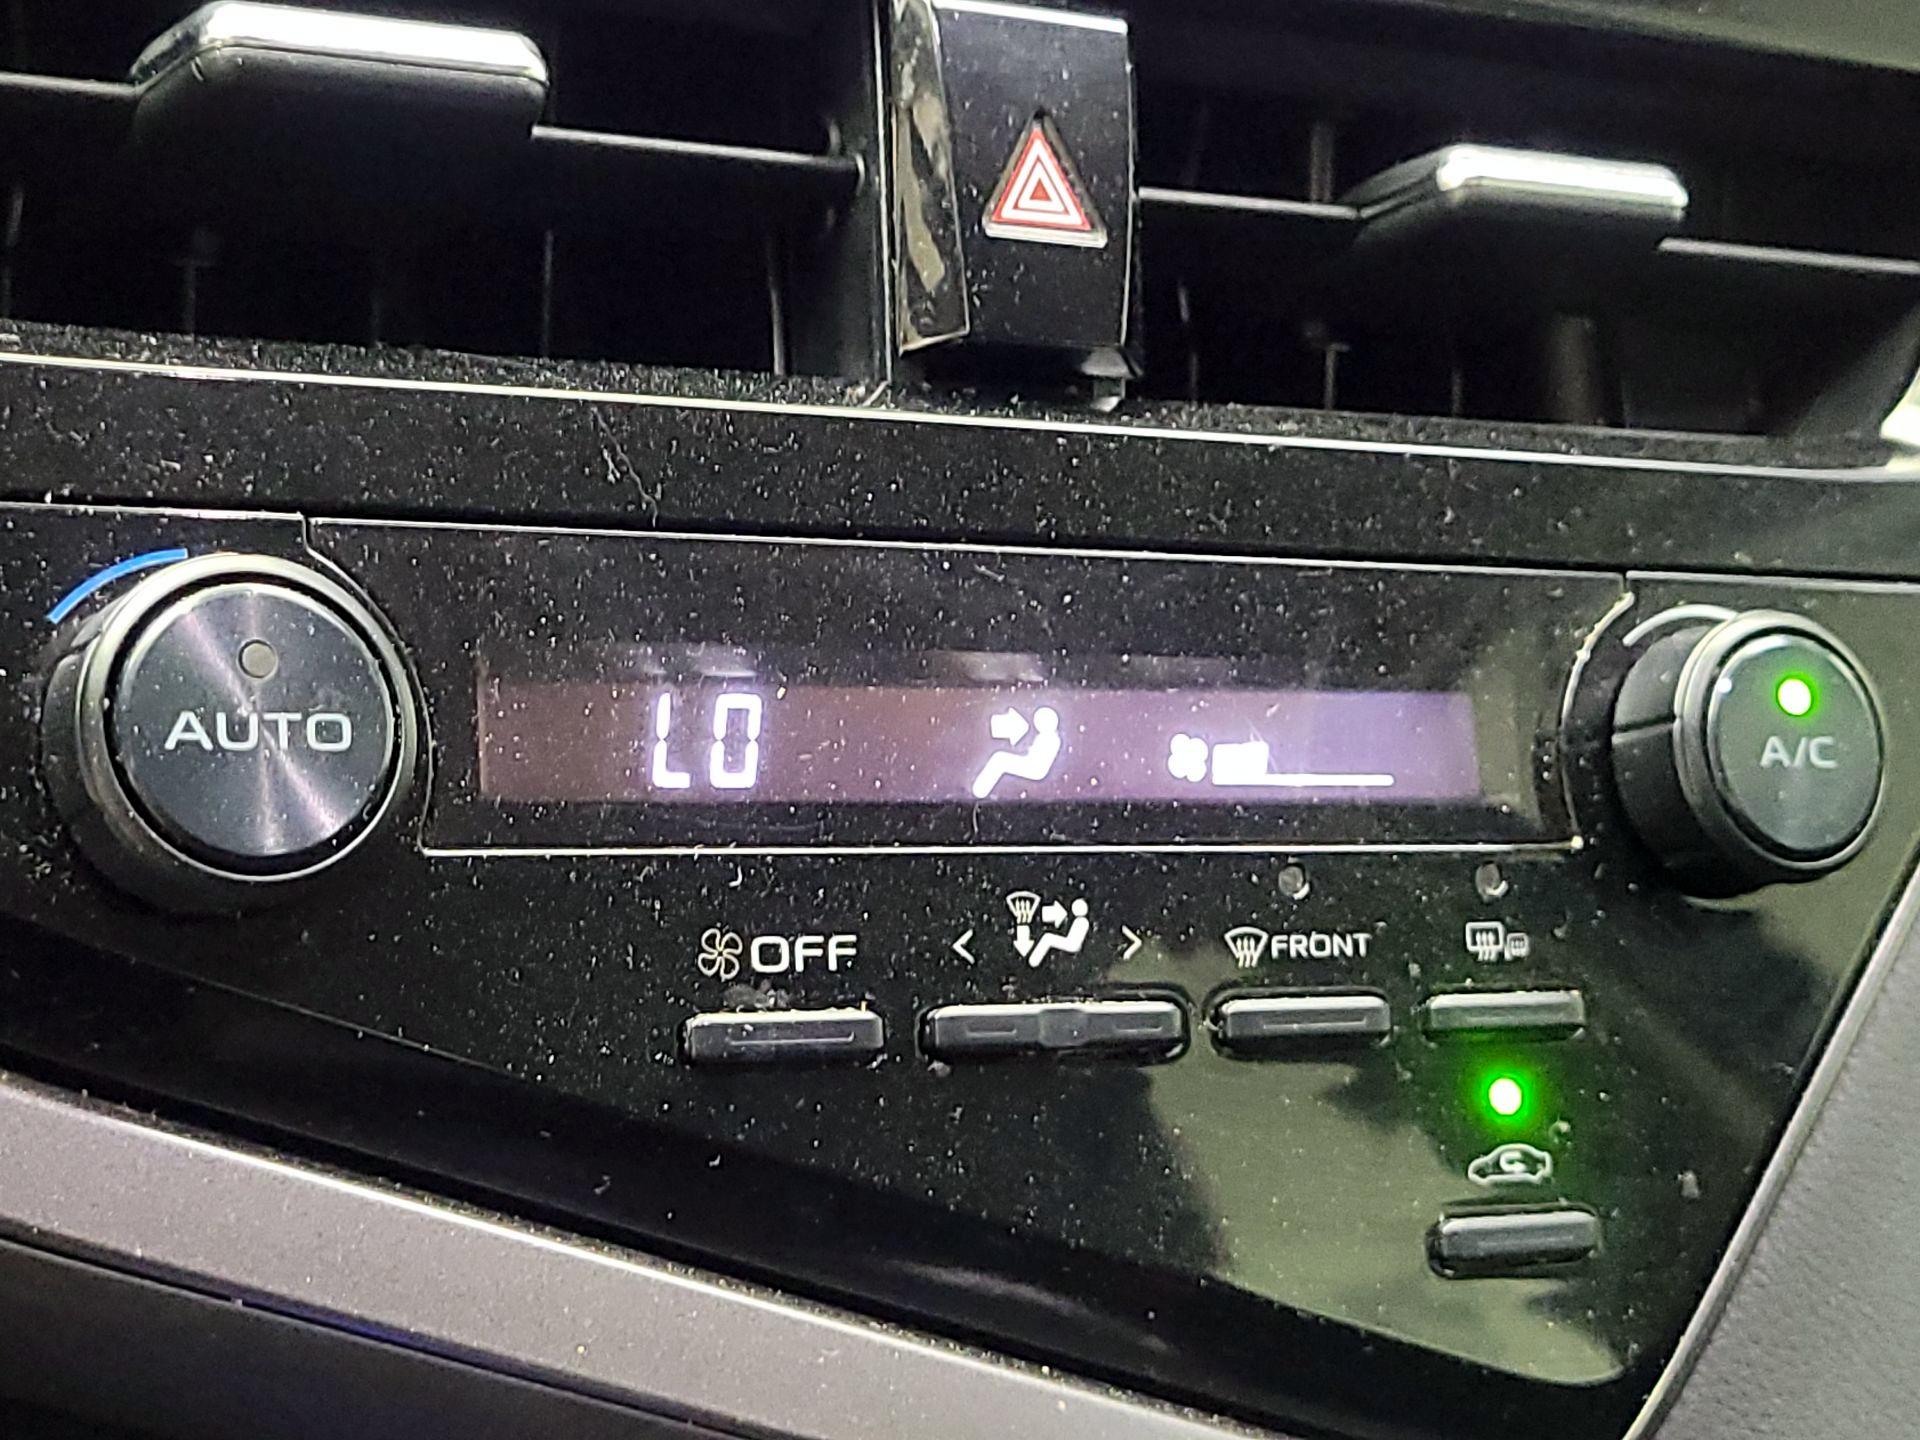 AUTO
LO
A/C
OFF
< >
FRONT